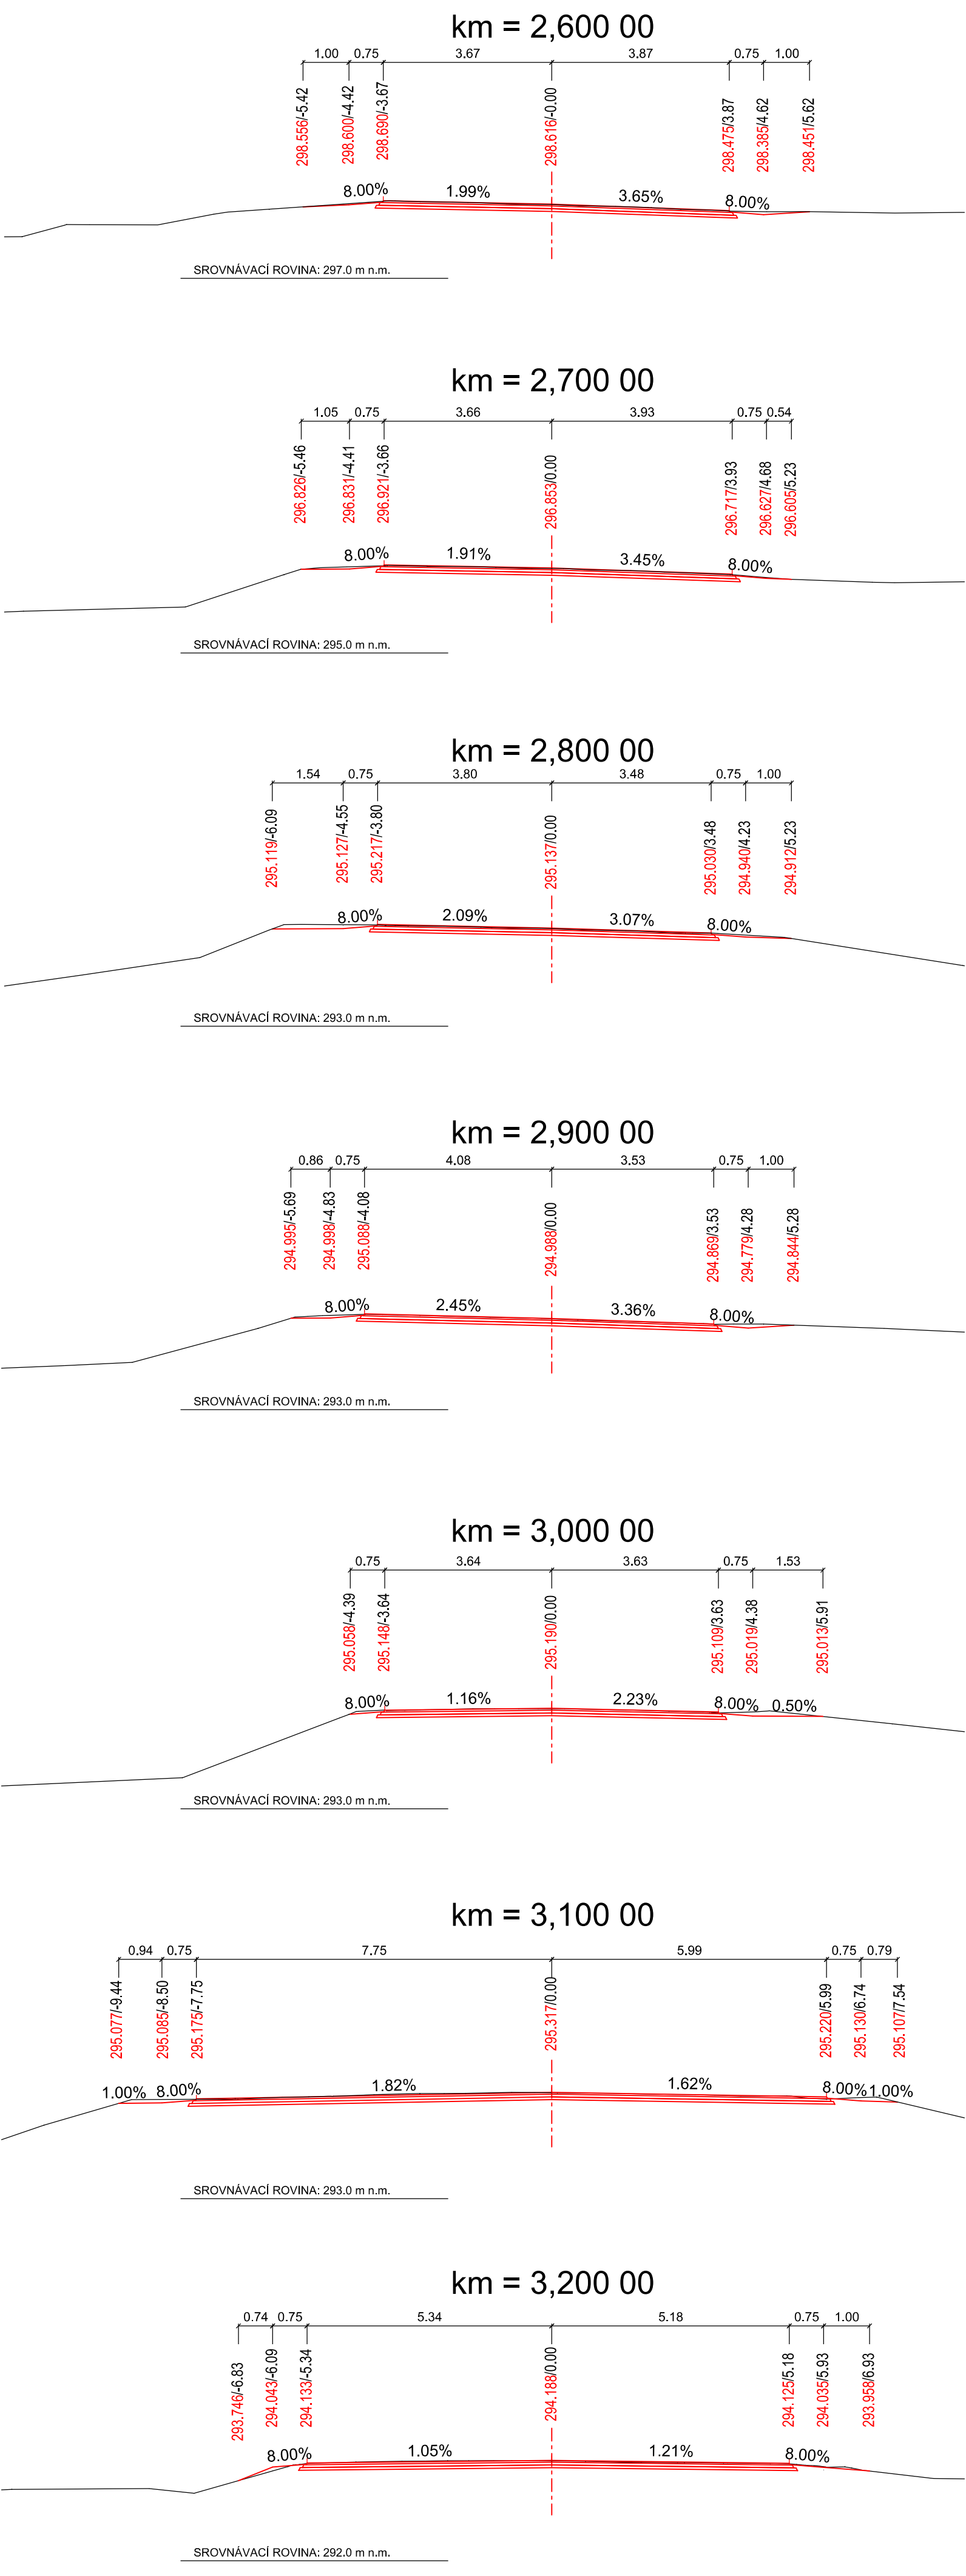 km = 2,600 00
1.00 0.75 3.67 3.87 0.75 1.00
298.556/-5.42 298.600/-4.42 298.690/-3.67 298.616/-0.00 298.475/3.87 298.385/4.62 298.451/5.62
8.00% 1.99% 3.65% 8.00%
SROVNÁVACÍ ROVINA: 297.0 m n.m.
km = 2,700 00
1.05 0.75 3.66 3.93 0.75 0.54
296.826/-5.46 296.831/-4.41 296.921/-3.66 296.853/0.00 296.717/3.93 296.627/4.68 296.605/5.23
8.00% 1.91% 3.45% 8.00%
SROVNÁVACÍ ROVINA: 295.0 m n.m.
km = 2,800 00
1.54 0.75 3.80 3.48 0.75 1.00
295.119/-6.09 295.127/-4.55 295.217/-3.80 295.137/0.00 295.030/3.48 294.940/4.23 294.912/5.23
8.00% 2.09% 3.07% 8.00%
SROVNÁVACÍ ROVINA: 293.0 m n.m.
km = 2,900 00
0.86 0.75 4.08 3.53 0.75 1.00
294.995/-5.69 294.998/-4.83 295.088/-4.08 294.988/0.00 294.869/3.53 294.779/4.28 294.844/5.28
8.00% 2.45% 3.36% 8.00%
SROVNÁVACÍ ROVINA: 293.0 m n.m.
km = 3,000 00
0.75 3.64 3.63 0.75 1.53
295.058/-4.39 295.148/-3.64 295.190/0.00 295.109/3.63 295.019/4.38 295.013/5.91
8.00% 1.16% 2.23% 8.00% 0.50%
SROVNÁVACÍ ROVINA: 293.0 m n.m.
km = 3,100 00
0.94 0.75 7.75 5.99 0.75 0.79
295.077/-9.44 295.085/-8.50 295.175/-7.75 295.317/0.00 295.220/5.99 295.130/6.74 295.107/7.54
1.00% 8.00% 1.82% 1.62% 8.00% 1.00%
SROVNÁVACÍ ROVINA: 293.0 m n.m.
km = 3,200 00
0.74 0.75 5.34 5.18 0.75 1.00
293.746/-6.83 294.043/-6.09 294.133/-5.34 294.188/0.00 294.125/5.18 294.035/5.93 293.958/6.93
8.00% 1.05% 1.21% 8.00%
SROVNÁVACÍ ROVINA: 292.0 m n.m.